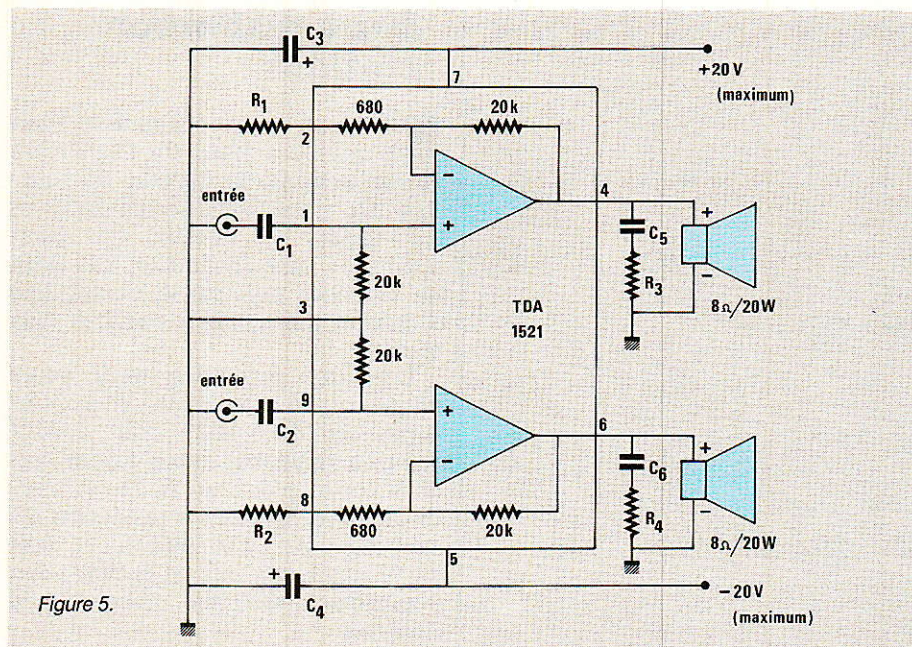 C3
+
7
+20 V
(maximum)
R1
680
20k
2
entrée
−
4
+
1
+
C1
C5
20k
R3
−
3
TDA
1521
8Ω/20W
20k
entrée
9
+
6
+
C2
−
C6
8
R4
−
R2
680
20k
8Ω/20W
5
+
−20 V
Figure 5.
C4
(maximum)